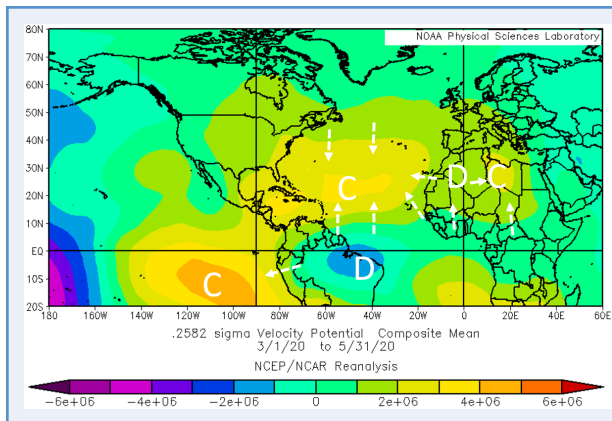 NOAA Physical Sciences Laboratory
80N
70N
60N
50N
40N
30N
20N
10N
EQ
10S
20S
C
D
C
C
D
180
160W
140W
120W
100W
80W
60W
40W
20W
0
20E
40E
60E
.2582 sigma Velocity Potential Composite Mean
3/1/20 to 5/31/20
NCEP/NCAR Reanalysis
−6e+06 −4e+06 −2e+06 0 2e+06 4e+06 6e+06